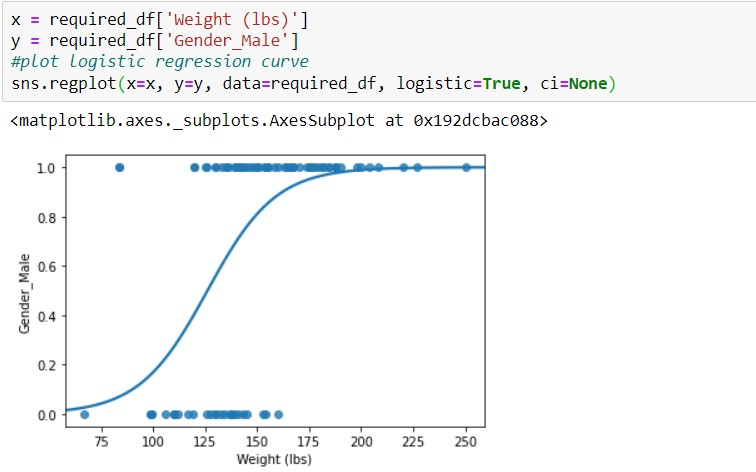 x = required_df['Weight (lbs)']
y = required_df['Gender_Male']
#plot logistic regression curve
sns.regplot(x=x, y=y, data=required_df, logistic=True, ci=None)
<matplotlib.axes._subplots.AxesSubplot at 0x192dcbac088>
1.0
0.8
0.6
0.4
0.2
0.0
Gender_Male
75 100 125 150 175 200 225 250
Weight (lbs)